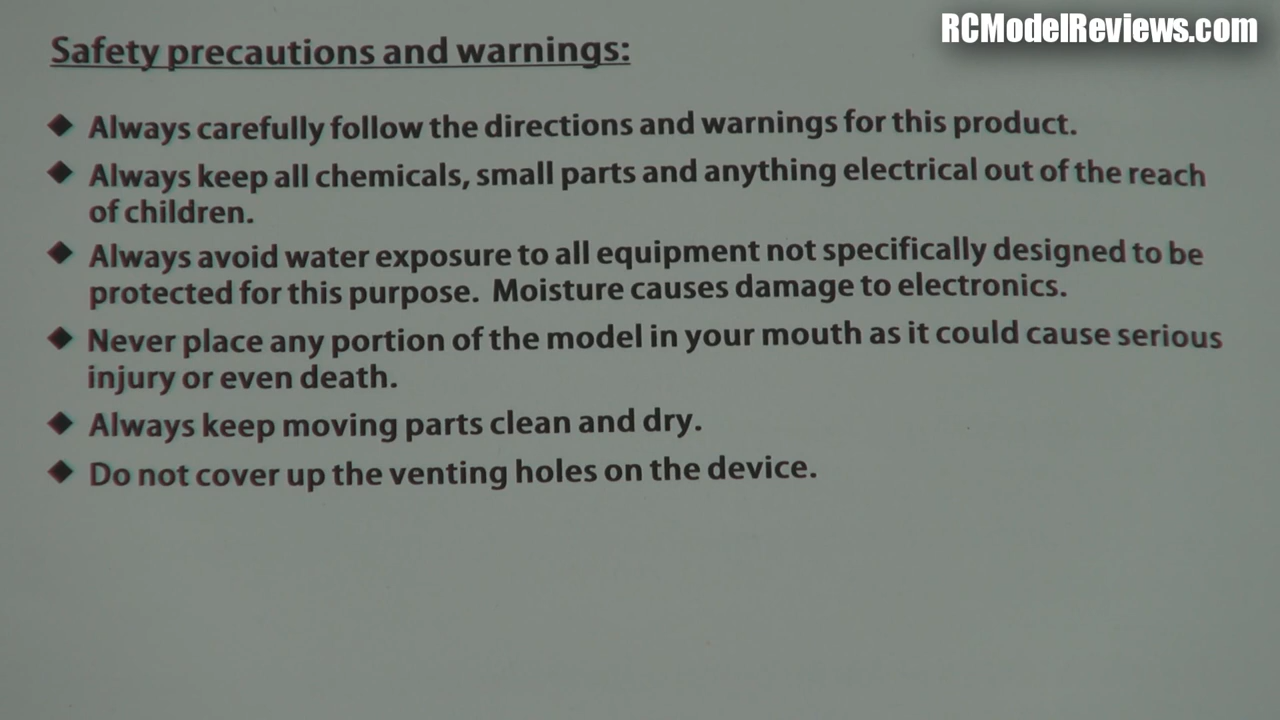 RCModelReviews.com
Safety precautions and warnings:
◆ Always carefully follow the directions and warnings for this product.
◆ Always keep all chemicals, small parts and anything electrical out of the reach
of children.
◆ Always avoid water exposure to all equipment not specifically designed to be
protected for this purpose. Moisture causes damage to electronics.
◆ Never place any portion of the model in your mouth as it could cause serious
injury or even death.
◆ Always keep moving parts clean and dry.
◆ Do not cover up the venting holes on the device.